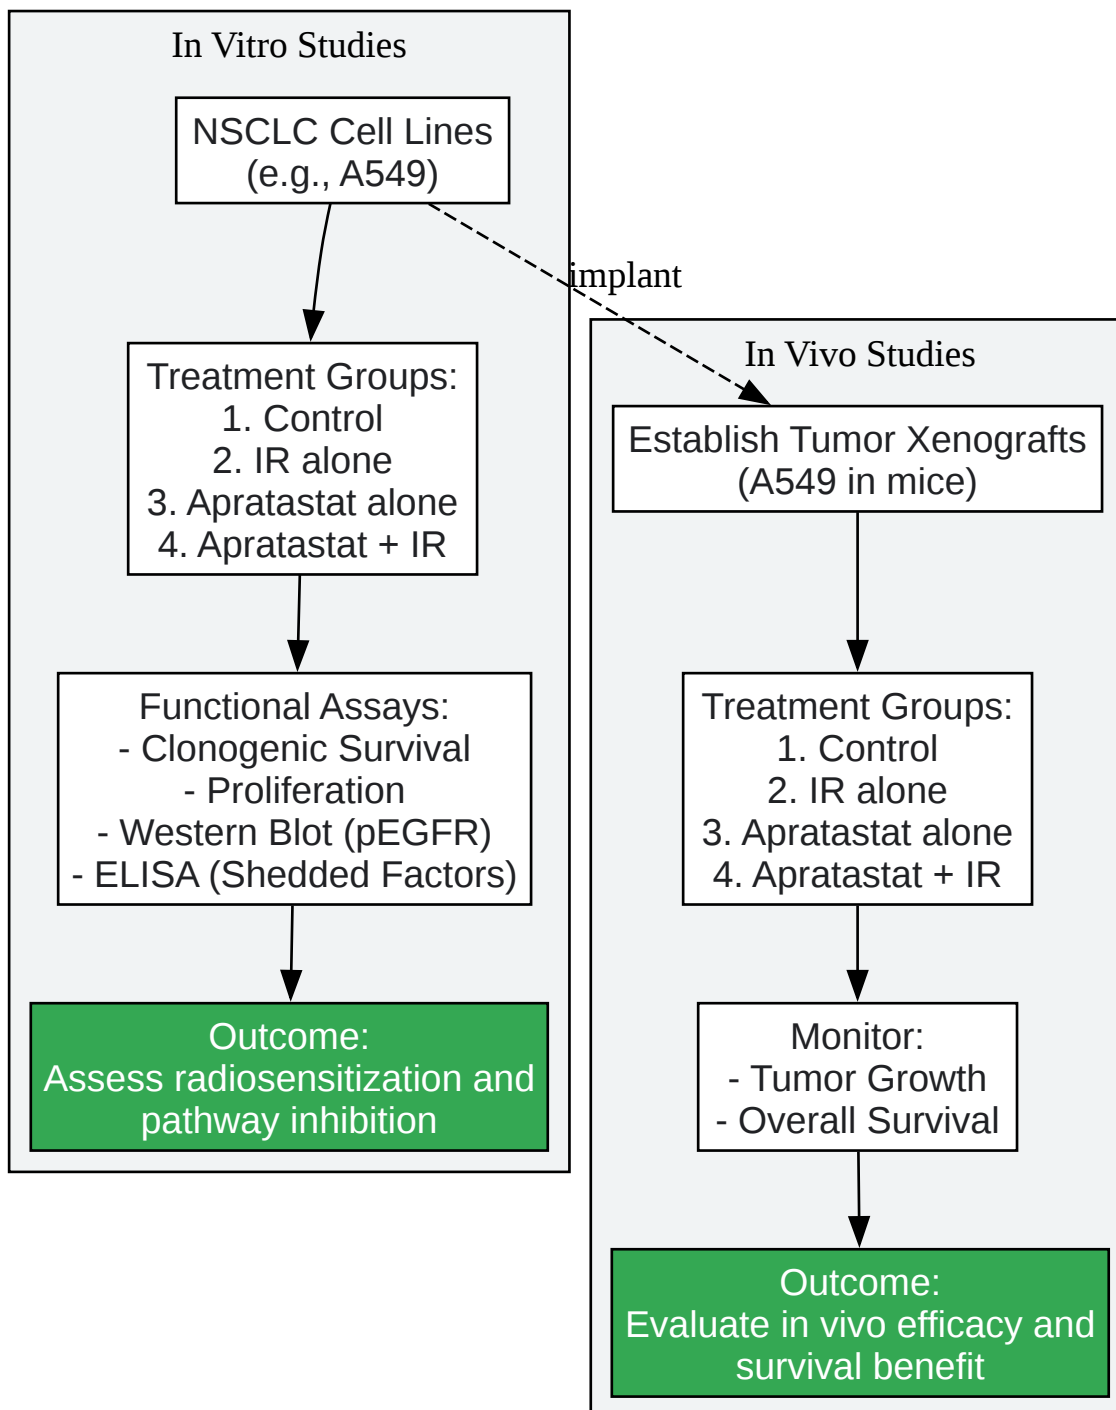 In Vitro Studies
NSCLC Cell Lines
(e.g., A549)
implant
Treatment Groups:
1. Control
2. IR alone
3. Apratastat alone
4. Apratastat + IR
Functional Assays:
- Clonogenic Survival
- Proliferation
- Western Blot (pEGFR)
- ELISA (Shedded Factors)
Outcome:
Assess radiosensitization and
pathway inhibition
In Vivo Studies
Establish Tumor Xenografts
(A549 in mice)
Treatment Groups:
1. Control
2. IR alone
3. Apratastat alone
4. Apratastat + IR
Monitor:
- Tumor Growth
- Overall Survival
Outcome:
Evaluate in vivo efficacy and
survival benefit